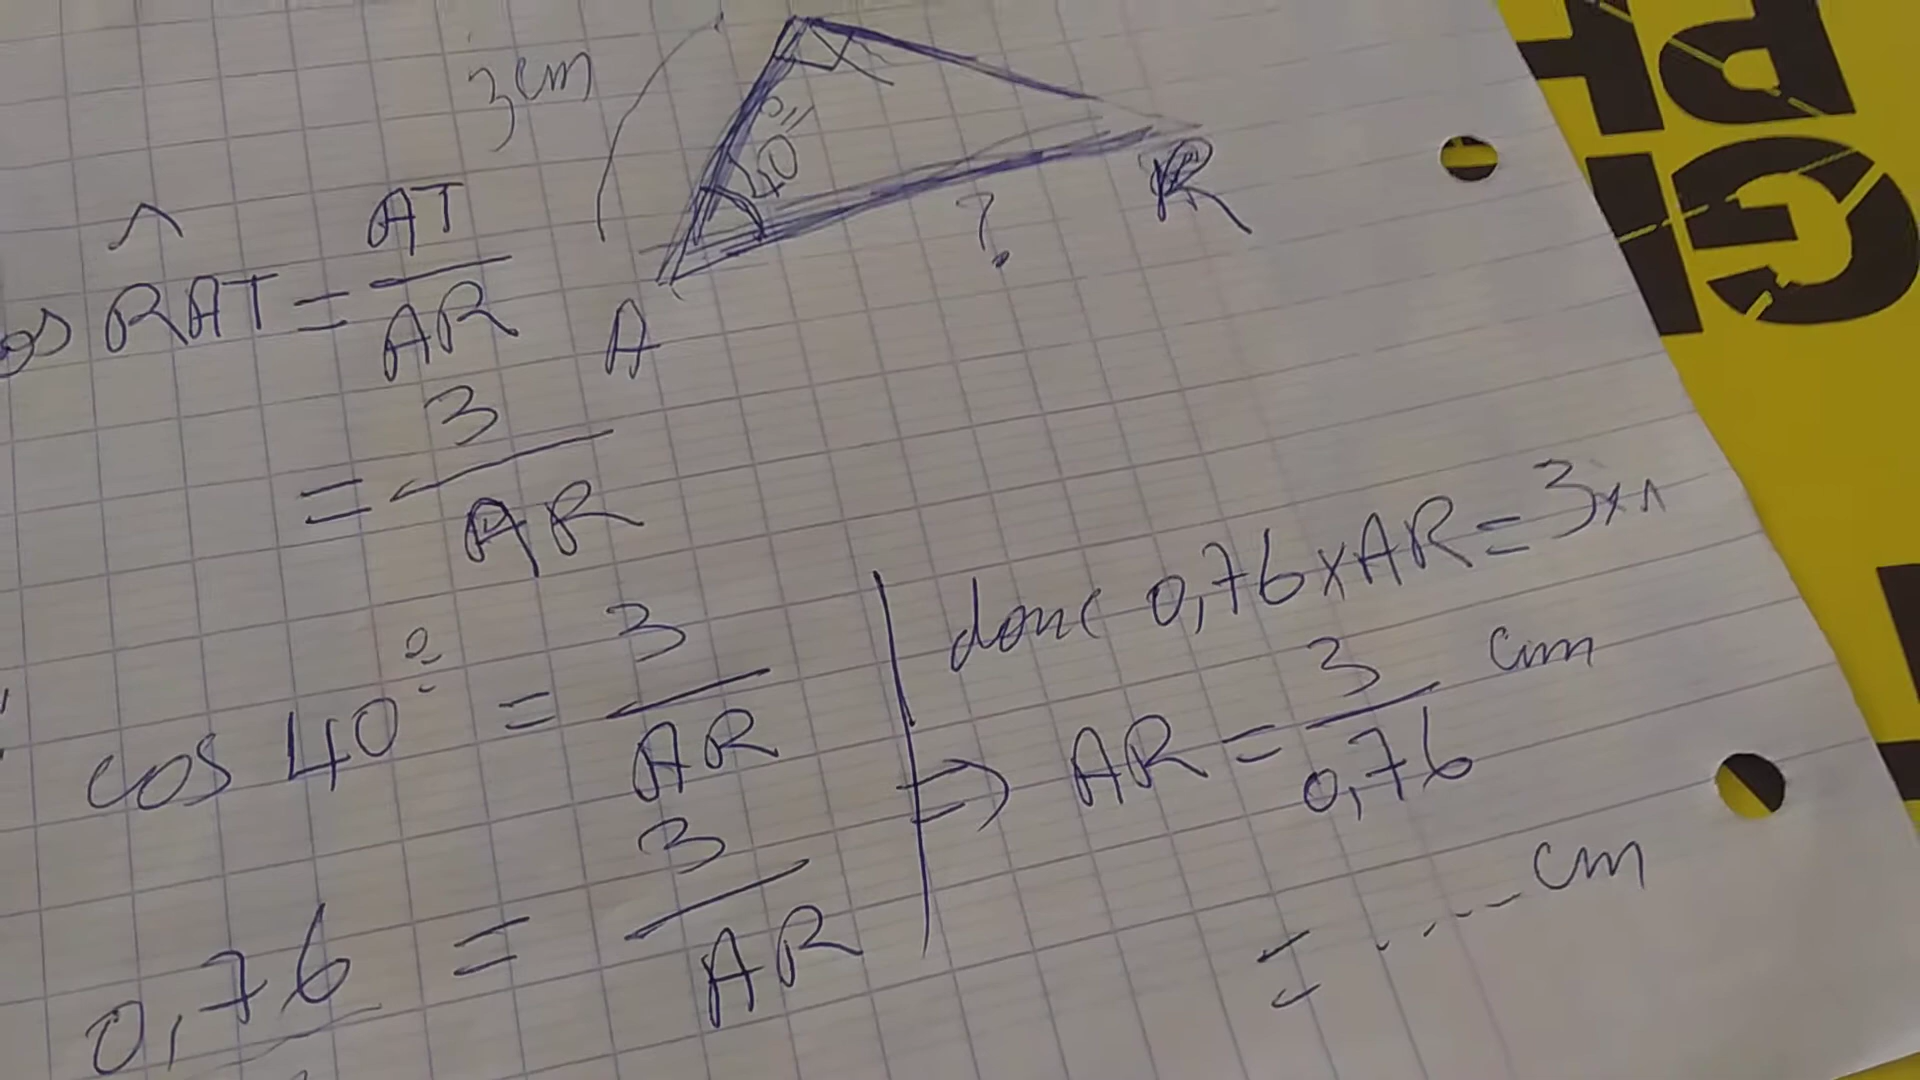 3cm
40°
?
R
A
cos RAT = AT/AR
= 3/AR
cos 40° = 3/AR
0,76 = 3/AR
donc 0,76 x AR = 3 x 1
⇒ AR = 3/0,76 cm
= ..... cm